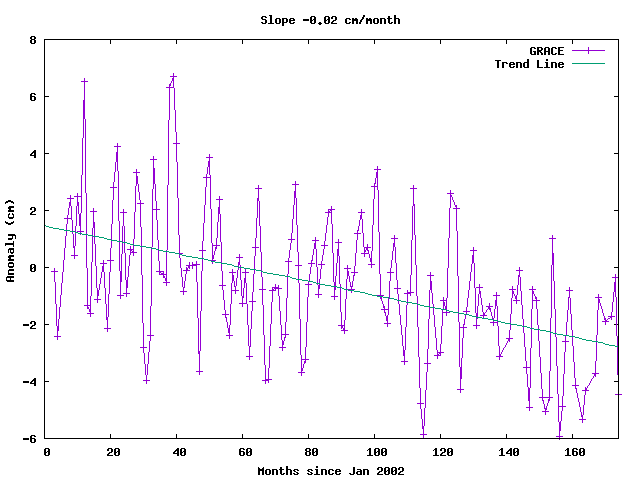 Slope -0.02 cm/month
GRACE
Trend Line
8
6
4
2
0
-2
-4
-6
Anomaly (cm)
0 20 40 60 80 100 120 140 160
Months since Jan 2002